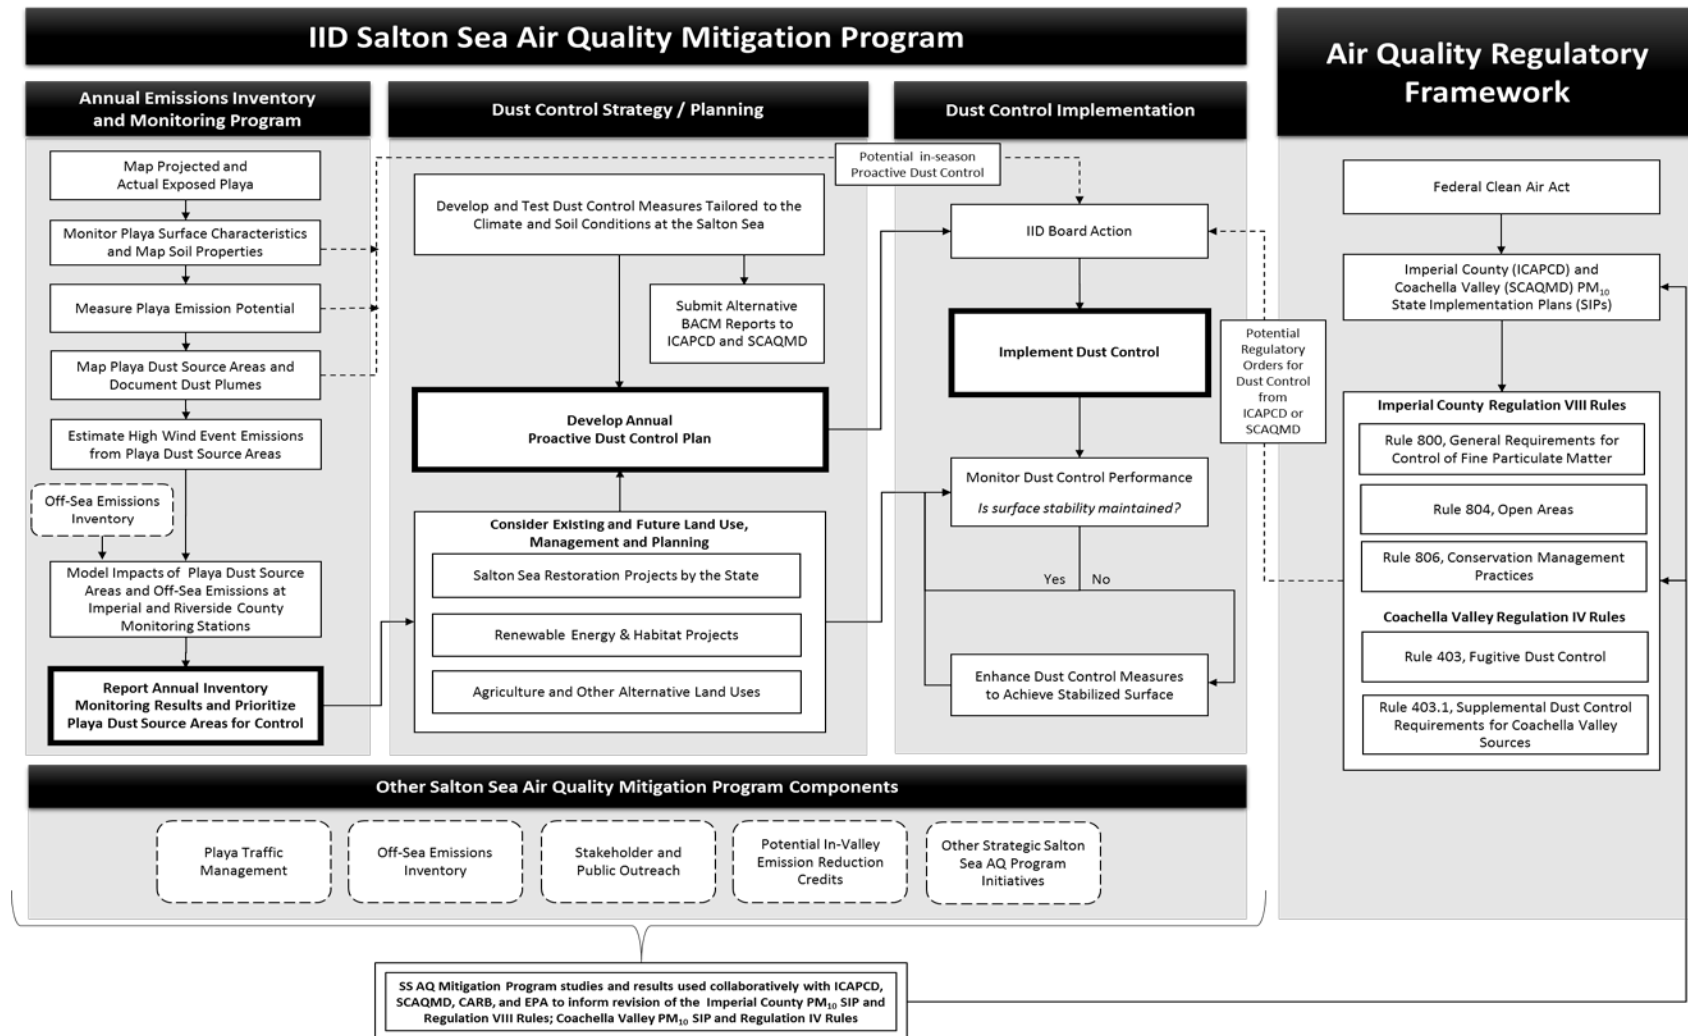 IID Salton Sea Air Quality Mitigation Program
Annual Emissions Inventory
and Monitoring Program
Map Projected and
Actual Exposed Playa
Monitor Playa Surface Characteristics
and Map Soil Properties
Measure Playa Emission Potential
Map Playa Dust Source Areas and
Document Dust Plumes
Estimate High Wind Event Emissions
from Playa Dust Source Areas
Off-Sea Emissions
Inventory
Model Impacts of Playa Dust Source
Areas and Off-Sea Emissions at
Imperial and Riverside County
Monitoring Stations
Report Annual Inventory
Monitoring Results and Prioritize
Playa Dust Source Areas for Control
Dust Control Strategy / Planning
Develop and Test Dust Control Measures Tailored to the
Climate and Soil Conditions at the Salton Sea
Submit Alternative
BACM Reports to
ICAPCD and SCAQMD
Develop Annual
Proactive Dust Control Plan
Consider Existing and Future Land Use,
Management and Planning
Salton Sea Restoration Projects by the State
Renewable Energy & Habitat Projects
Agriculture and Other Alternative Land Uses
Dust Control Implementation
Potential in-season
Proactive Dust Control
IID Board Action
Implement Dust Control
Monitor Dust Control Performance
Is surface stability maintained?
Yes
No
Enhance Dust Control Measures
to Achieve Stabilized Surface
Potential
Regulatory
Orders for
Dust Control
from
ICAPCD or
SCAQMD
Air Quality Regulatory
Framework
Federal Clean Air Act
Imperial County (ICAPCD) and
Coachella Valley (SCAQMD) PM₁₀
State Implementation Plans (SIPs)
Imperial County Regulation VIII Rules
Rule 800, General Requirements for
Control of Fine Particulate Matter
Rule 804, Open Areas
Rule 806, Conservation Management
Practices
Coachella Valley Regulation IV Rules
Rule 403, Fugitive Dust Control
Rule 403.1, Supplemental Dust Control
Requirements for Coachella Valley
Sources
Other Salton Sea Air Quality Mitigation Program Components
Playa Traffic
Management
Off-Sea Emissions
Inventory
Stakeholder and
Public Outreach
Potential In-Valley
Emission Reduction
Credits
Other Strategic Salton
Sea AQ Program
Initiatives
SS AQ Mitigation Program studies and results used collaboratively with ICAPCD,
SCAQMD, CARB, and EPA to inform revision of the Imperial County PM₁₀ SIP and
Regulation VIII Rules; Coachella Valley PM₁₀ SIP and Regulation IV Rules